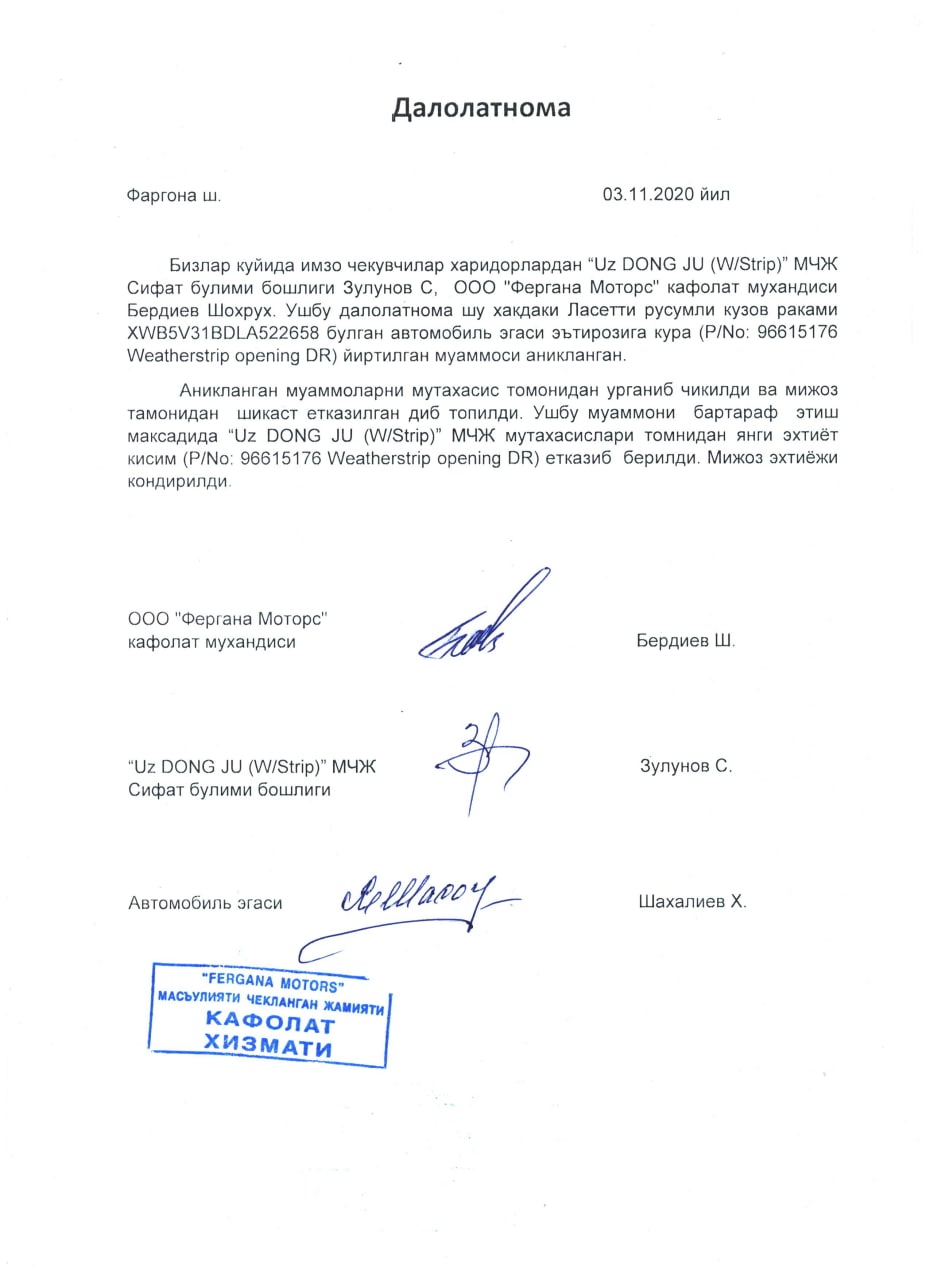 Далолатнома
Фаргона ш. 03.11.2020 йил
Бизлар куйида имзо чекувчилар харидорлардан “Uz DONG JU (W/Strip)” МЧЖ
Сифат булими бошлиги Зулунов С, ООО "Фергана Моторс" кафолат мухандиси
Бердиев Шохрух. Ушбу далолатнома шу хакдаки Ласетти русумли кузов раками
XWB5V31BDLA522658 булган автомобиль эгаси эътирозига кура (P/No: 96615176
Weatherstrip opening DR) йиртилган муаммоси аникланган.
Аникланган муаммоларни мутахасис томонидан урганиб чикилди ва мижоз
тамонидан шикаст етказилган диб топилди. Ушбу муаммони бартараф этиш
максадида “Uz DONG JU (W/Strip)” МЧЖ мутахасислари томнидан янги эхтиёт
кисим (P/No: 96615176 Weatherstrip opening DR) етказиб берилди. Мижоз эхтиёжи
кондирилди.
ООО "Фергана Моторс"
кафолат мухандиси Бердиев Ш.
“Uz DONG JU (W/Strip)” МЧЖ Зулунов С.
Сифат булими бошлиги
Автомобиль эгаси Шахалиев Х.
"FERGANA MOTORS"
МАСЪУЛИЯТИ ЧЕКЛАНГАН ЖАМИЯТИ
КАФОЛАТ
ХИЗМАТИ